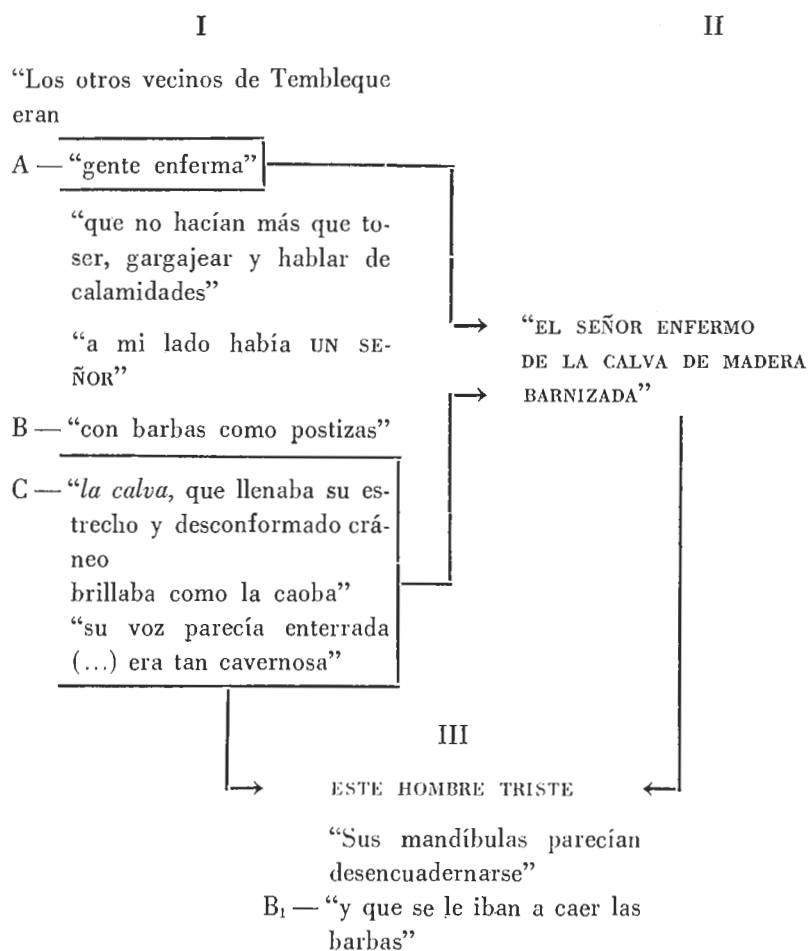 I
II
“Los otros vecinos de Tembleque
eran
A — “gente enferma”
“que no hacían más que to-
ser, gargajear y hablar de
calamidades”
“a mi lado había UN SE-
ÑOR”
B — “con barbas como postizas”
C — “la calva, que llenaba su es-
trecho y desconformado crá-
neo
brillaba como la caoba”
“su voz parecía enterrada
(...) era tan cavernosa”
“EL SEÑOR ENFERMO
DE LA CALVA DE MADERA
BARNIZADA”
III
ESTE HOMBRE TRISTE
“Sus mandíbulas parecían
desencuadernarse”
B₁ — “y que se le iban a caer las
barbas”